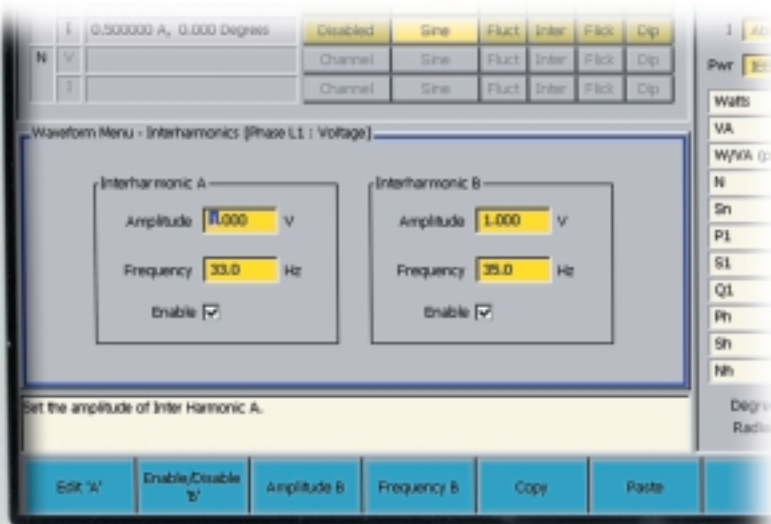 I 0.500000 A, 0.000 Degrees Disabled Sine Fluct Inter Flick Dip
N V Channel Sine Fluct Inter Flick Dip
I Channel Sine Fluct Inter Flick Dip
I
Pwr
Watts
VA
W/VA
N
Sn
P1
S1
Q1
Ph
Sh
Nh
Waveform Menu - Interharmonics [Phase L1 : Voltage]
Interharmonic A
Amplitude 1.000 V
Frequency 33.0 Hz
Enable
Interharmonic B
Amplitude 1.000 V
Frequency 35.0 Hz
Enable
Set the amplitude of Inter Harmonic A.
Edit 'A'
Enable/Disable
'B'
Amplitude B
Frequency B
Copy
Paste